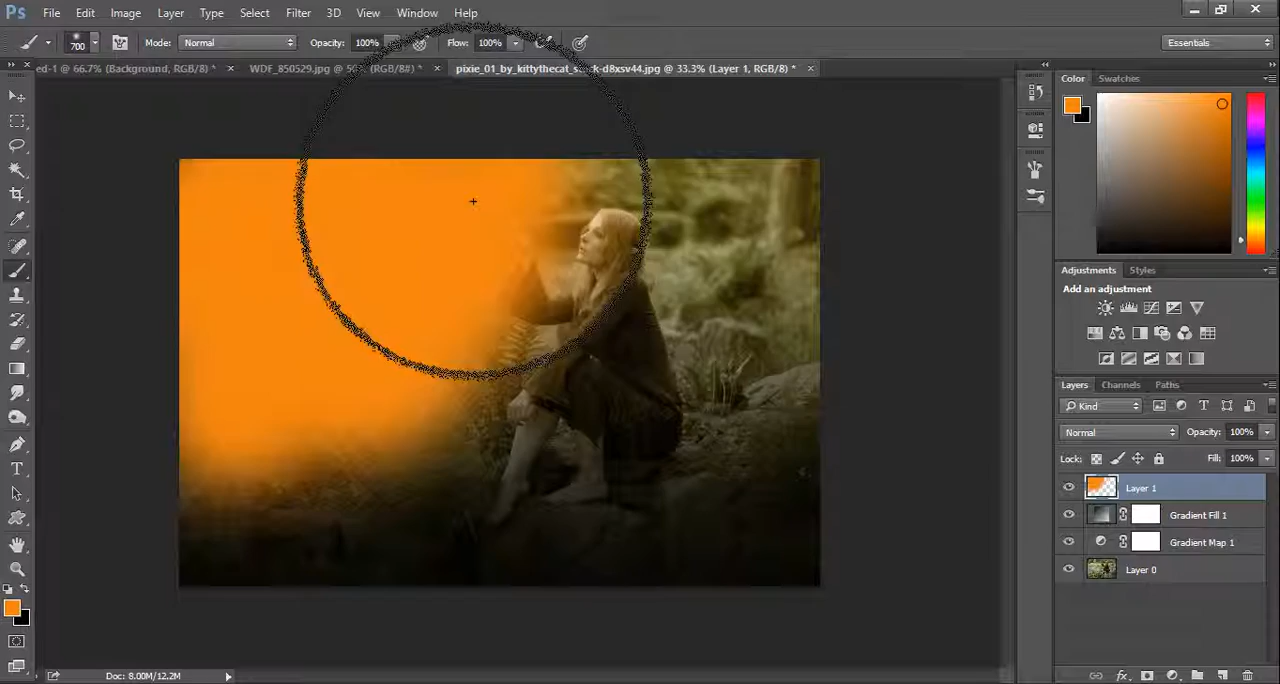 Ps File Edit Image Layer Type Select Filter 3D View Window Help
700 Mode: Normal Opacity: 100% Flow: 100% Essentials
ed-1 @ 66.7% (Background, RGB/8) * WDF_850529.jpg @ 50% (RGB/8#) * pixie_01_by_kittythecat_stock-d8xsv44.jpg @ 33.3% (Layer 1, RGB/8) *
Color Swatches
Adjustments Styles
Add an adjustment
Layers Channels Paths
Kind
Normal Opacity: 100%
Lock: Fill: 100%
Layer 1
Gradient Fill 1
Gradient Map 1
Layer 0
Doc: 8.00M/12.2M